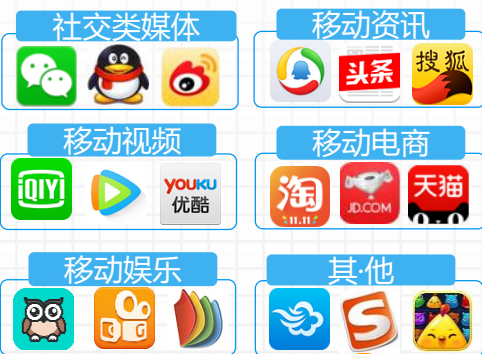 社交类媒体
移动资讯
头条
搜狐
移动视频
移动电商
iQIYI
YOUKU
优酷
淘
11.11
JD.COM
天猫
移动娱乐
其·他
S